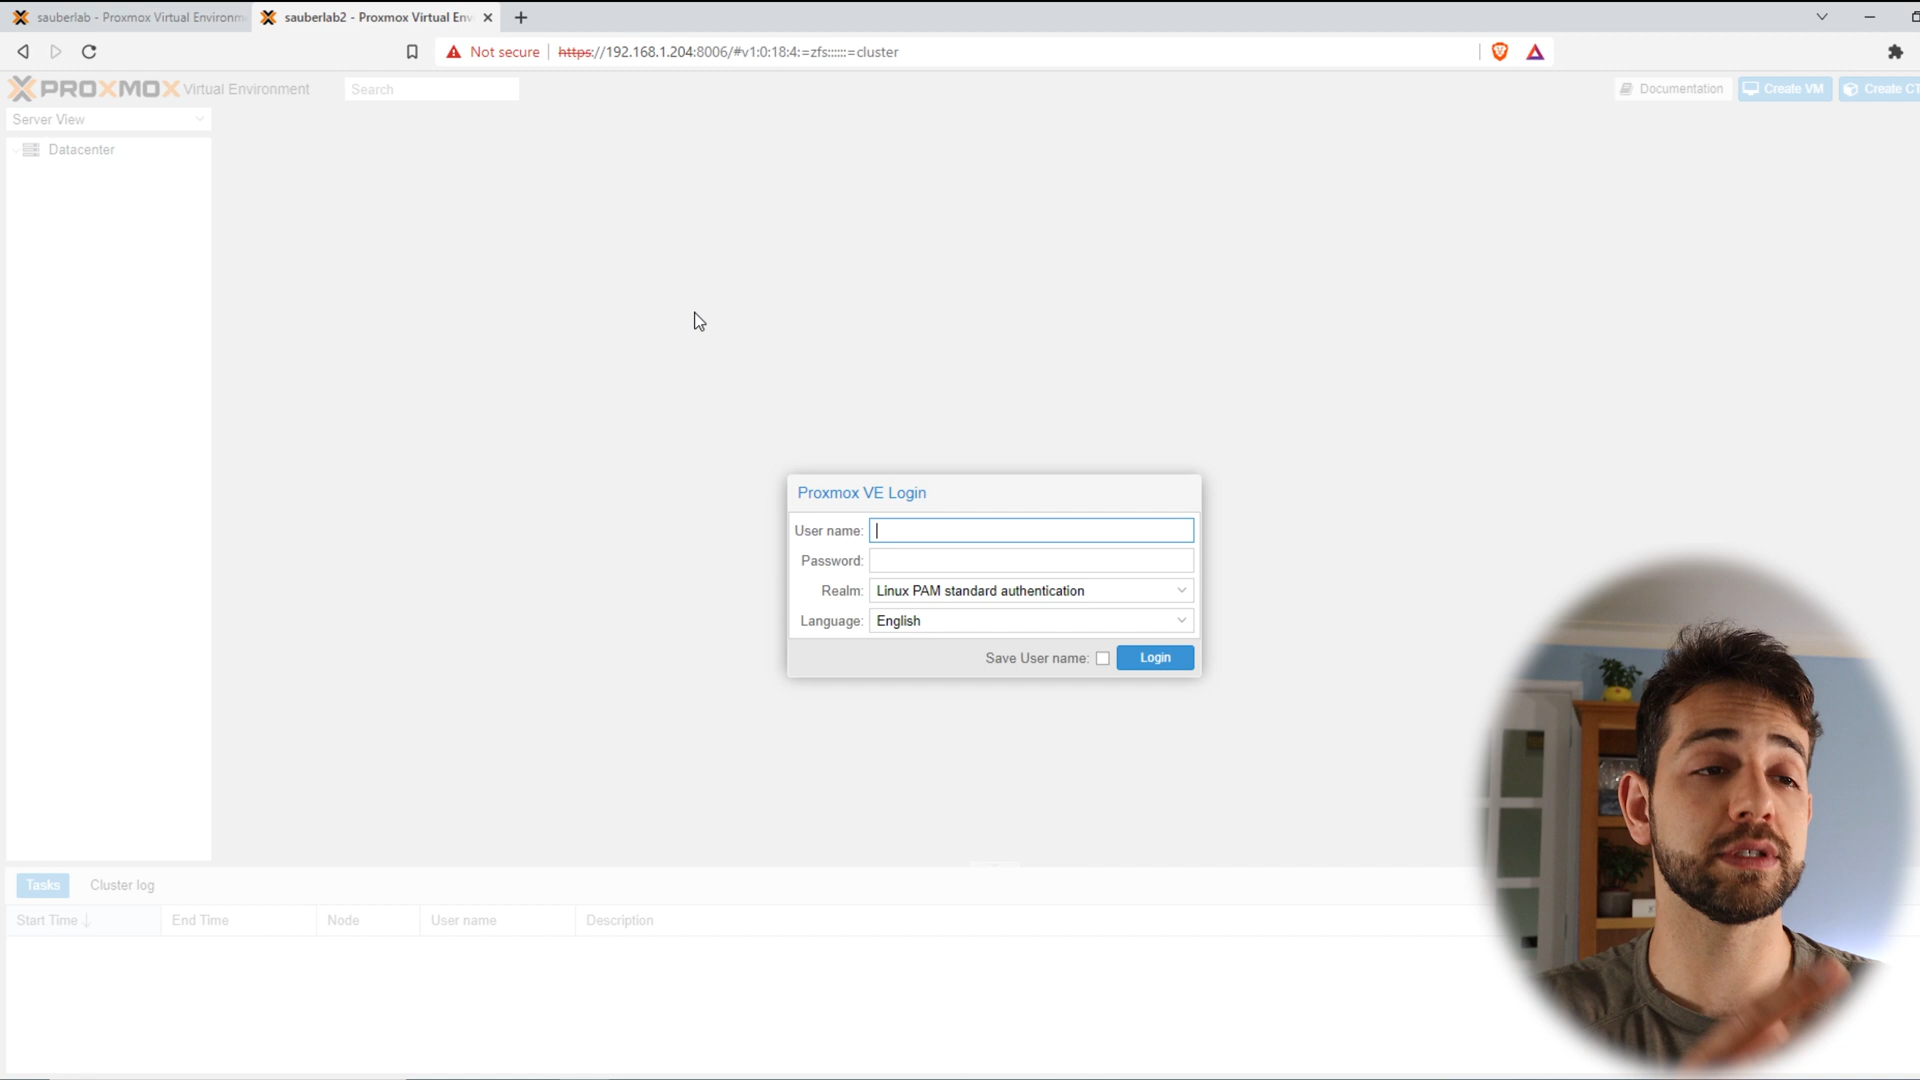 sauberlab - Proxmox Virtual Environm
sauberlab2 - Proxmox Virtual Env
Not secure
https://192.168.1.204:8006/#v1:0:18:4:=zfs::::::=cluster
PROXMOX Virtual Environment
Search
Documentation
Create VM
Create CT
Server View
Datacenter
Proxmox VE Login
User name:
Password:
Realm: Linux PAM standard authentication
Language: English
Save User name:
Login
Tasks
Cluster log
Start Time
End Time
Node
User name
Description